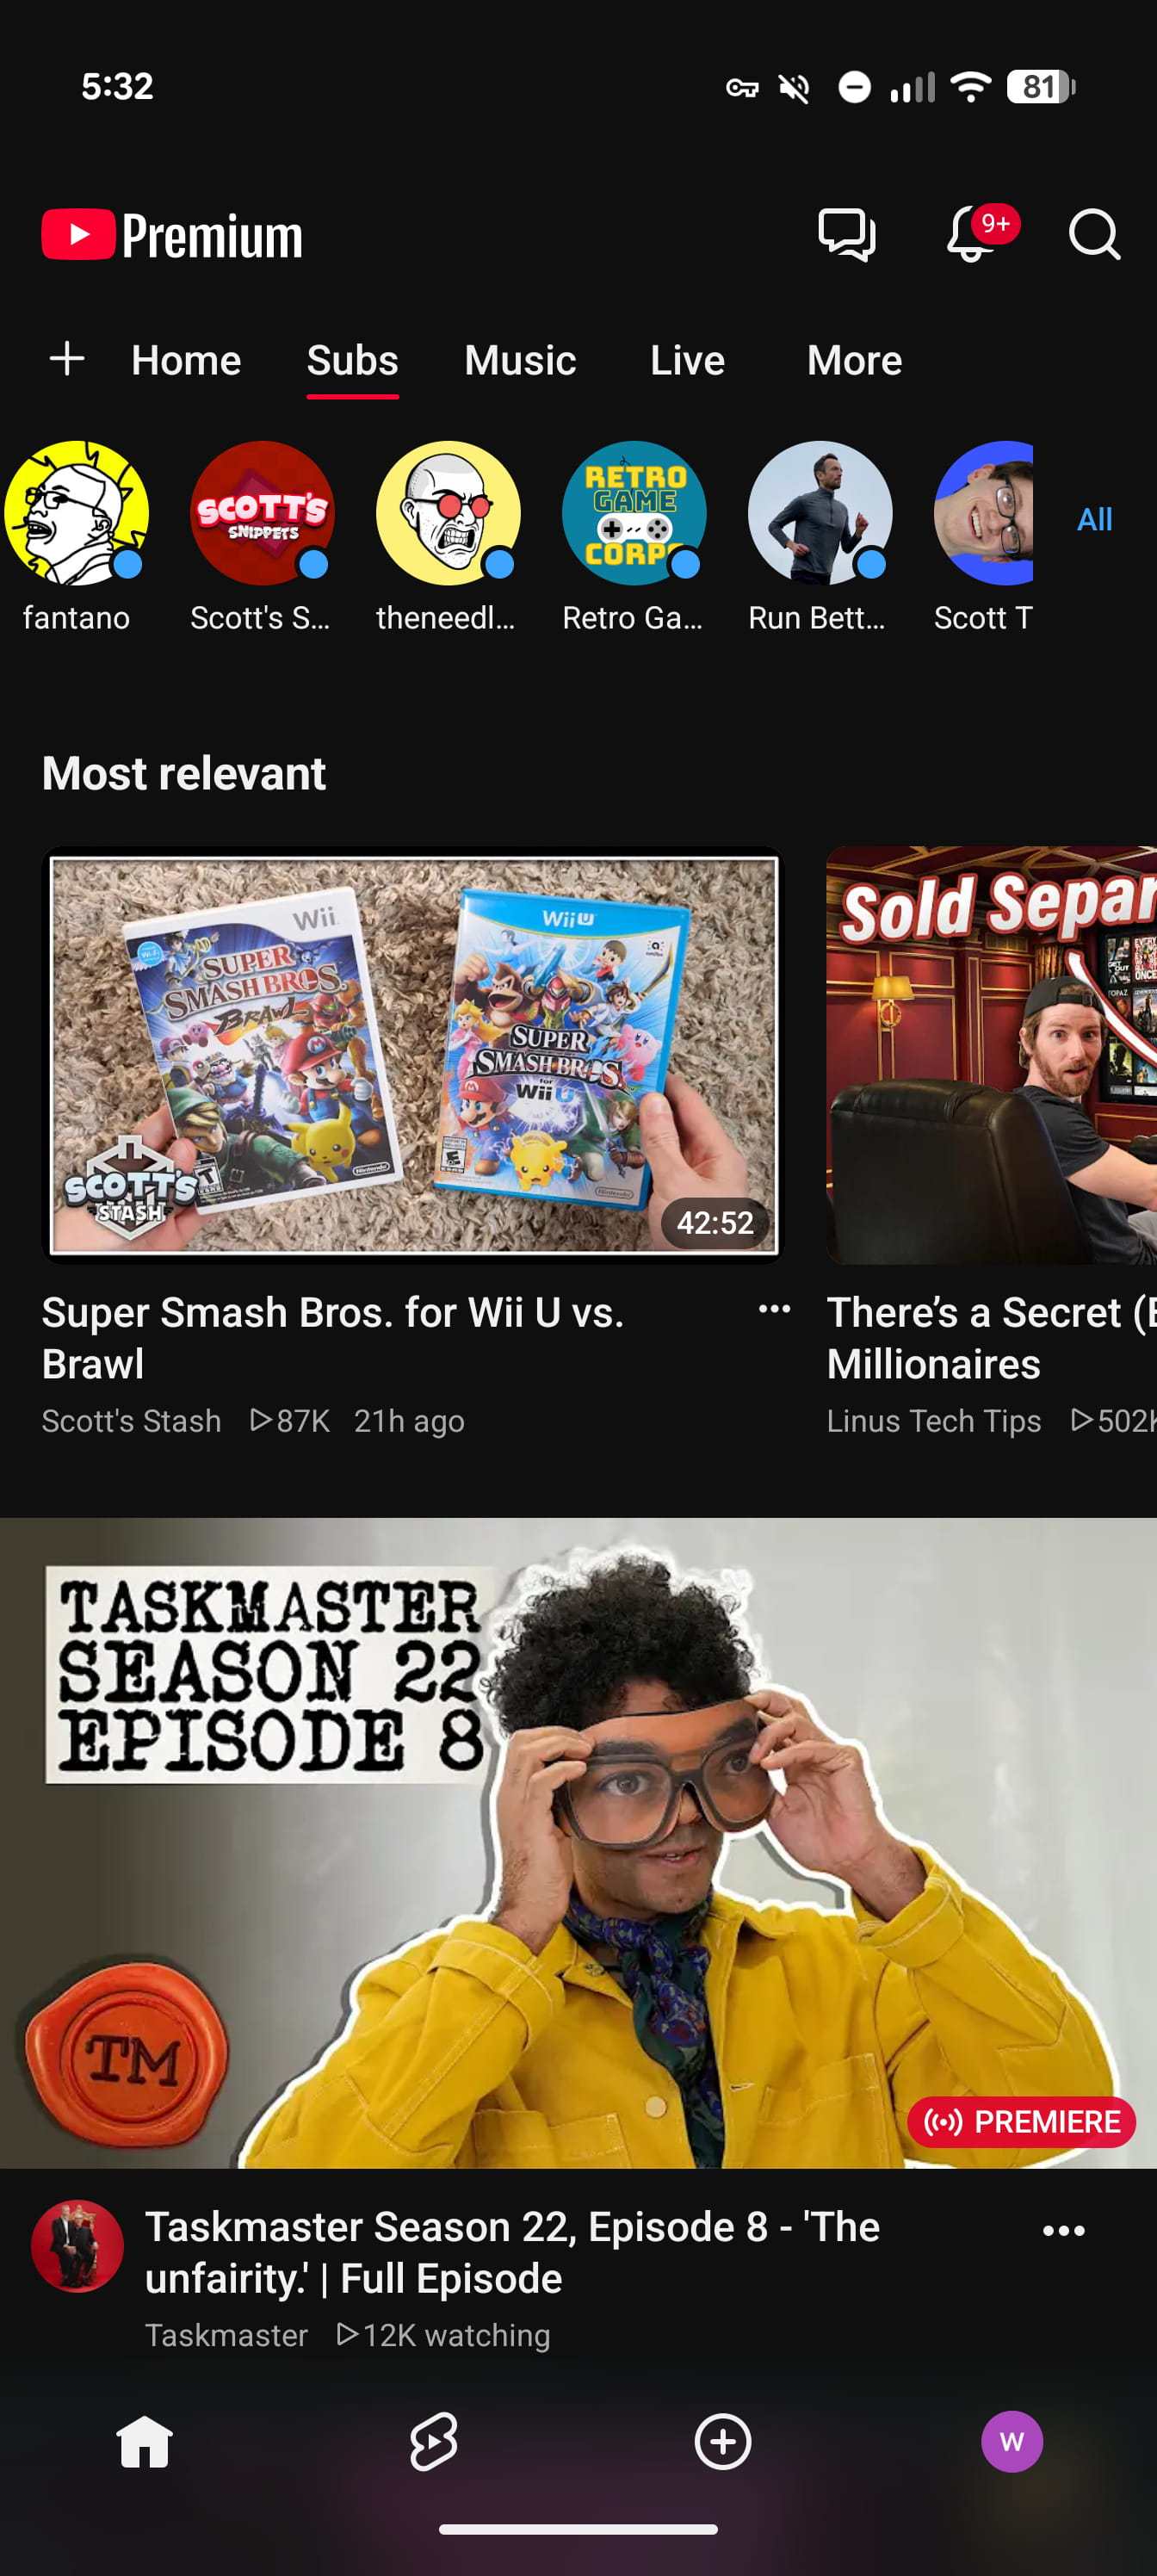 5:32
81
Premium
9+
Home Subs Music Live More
RETRO
GAME
CORPS
SCOTT'S
SNIPPETS
All
fantano Scott's S... theneedl... Retro Ga... Run Bett... Scott T
Most relevant
Wii
SUPER
SMASH BROS.
BRAWL
Wii U
SUPER
SMASH BROS.
for
Wii U
SCOTT'S
STASH
T
E
Nintendo
Nintendo
42:52
Sold Separ
Super Smash Bros. for Wii U vs.
Brawl
Scott's Stash 87K 21h ago
There’s a Secret (E
Millionaires
Linus Tech Tips 502K
TASKMASTER
SEASON 22
EPISODE 8
TM
PREMIERE
Taskmaster Season 22, Episode 8 - 'The
unfairity.' | Full Episode
Taskmaster 12K watching
W